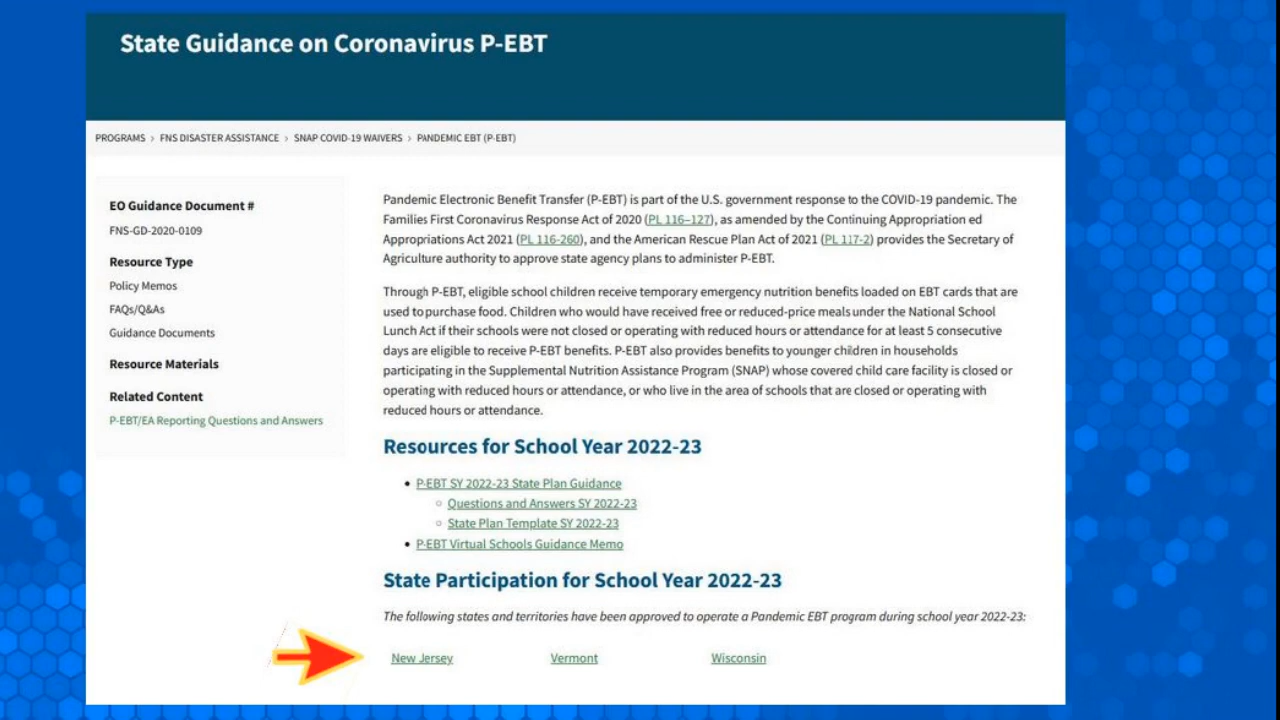 State Guidance on Coronavirus P-EBT
PROGRAMS > FNS DISASTER ASSISTANCE > SNAP COVID-19 WAIVERS > PANDEMIC EBT (P-EBT)
EO Guidance Document #
FNS-GD-2020-0109
Resource Type
Policy Memos
FAQs/Q&As
Guidance Documents
Resource Materials
Related Content
P-EBT/EA Reporting Questions and Answers
Pandemic Electronic Benefit Transfer (P-EBT) is part of the U.S. government response to the COVID-19 pandemic. The
Families First Coronavirus Response Act of 2020 (PL 116–127), as amended by the Continuing Appropriation ed
Appropriations Act 2021 (PL 116-260), and the American Rescue Plan Act of 2021 (PL 117-2) provides the Secretary of
Agriculture authority to approve state agency plans to administer P-EBT.
Through P-EBT, eligible school children receive temporary emergency nutrition benefits loaded on EBT cards that are
used to purchase food. Children who would have received free or reduced-price meals under the National School
Lunch Act if their schools were not closed or operating with reduced hours or attendance for at least 5 consecutive
days are eligible to receive P-EBT benefits. P-EBT also provides benefits to younger children in households
participating in the Supplemental Nutrition Assistance Program (SNAP) whose covered child care facility is closed or
operating with reduced hours or attendance, or who live in the area of schools that are closed or operating with
reduced hours or attendance.
Resources for School Year 2022-23
• P-EBT SY 2022-23 State Plan Guidance
○ Questions and Answers SY 2022-23
○ State Plan Template SY 2022-23
• P-EBT Virtual Schools Guidance Memo
State Participation for School Year 2022-23
The following states and territories have been approved to operate a Pandemic EBT program during school year 2022-23:
New Jersey Vermont Wisconsin